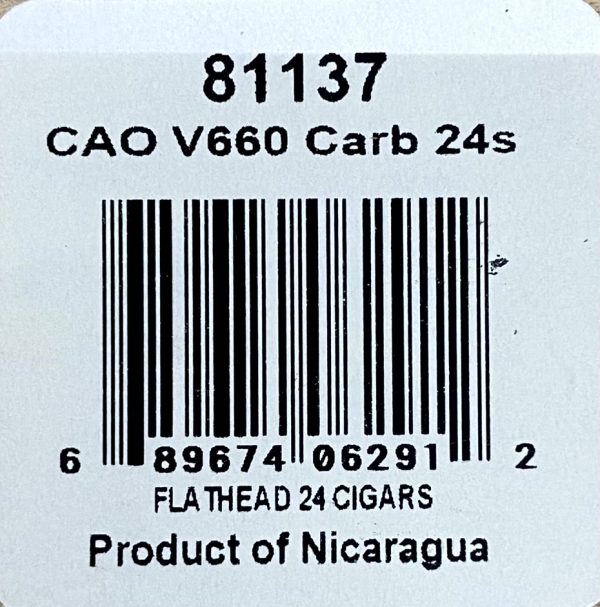 81137
CAO V660 Carb 24s
6 89674 06291 2
FLATHEAD 24 CIGARS
Product of Nicaragua